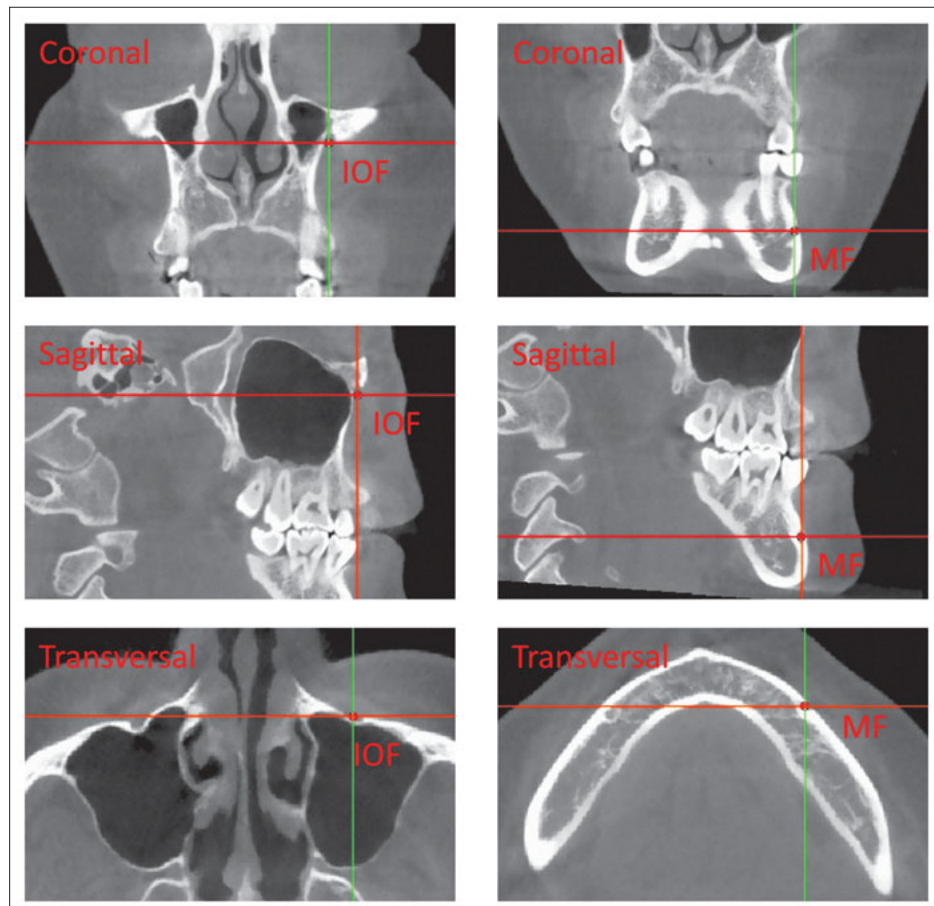 Coronal
IOF
Coronal
MF
Sagittal
IOF
Sagittal
MF
Transversal
IOF
Transversal
MF